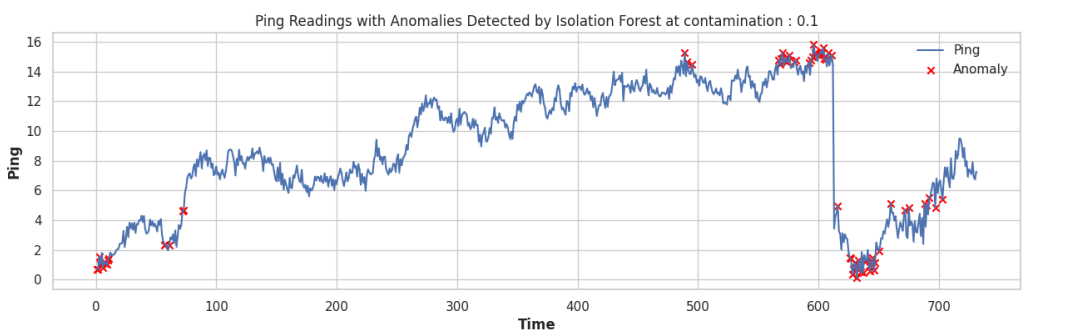 Ping Readings with Anomalies Detected by Isolation Forest at contamination : 0.1
16
14
12
10
8
6
4
2
0
Ping
Ping
Anomaly
0 100 200 300 400 500 600 700
Time